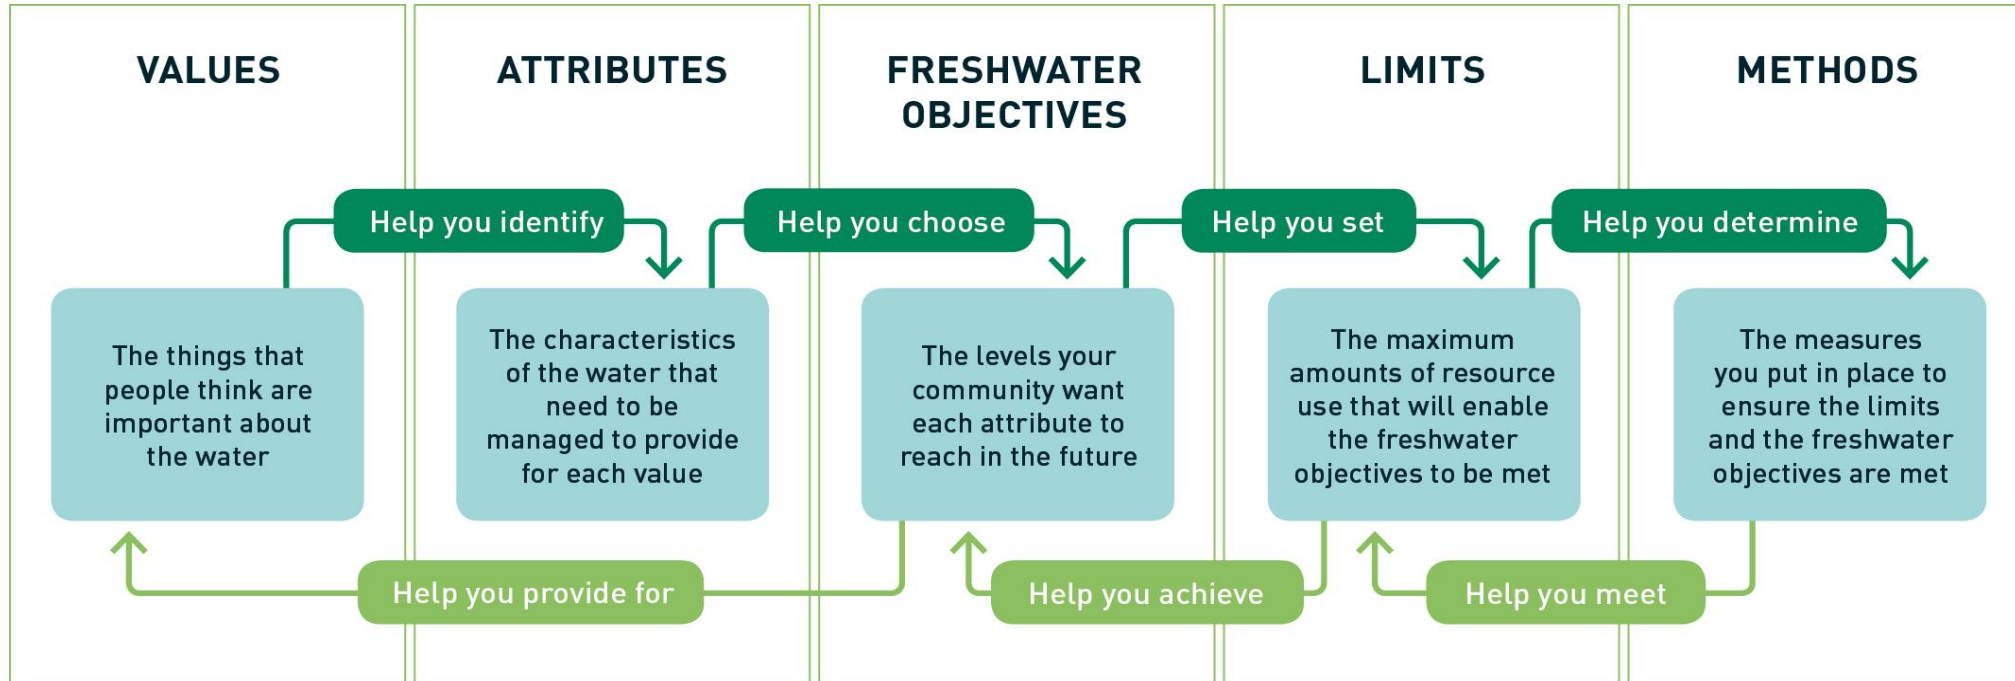 VALUES
ATTRIBUTES
FRESHWATER
OBJECTIVES
LIMITS
METHODS
Help you identify
Help you choose
Help you set
Help you determine
The things that
people think are
important about
the water
The characteristics
of the water that
need to be
managed to provide
for each value
The levels your
community want
each attribute to
reach in the future
The maximum
amounts of resource
use that will enable
the freshwater
objectives to be met
The measures
you put in place to
ensure the limits
and the freshwater
objectives are met
Help you provide for
Help you achieve
Help you meet